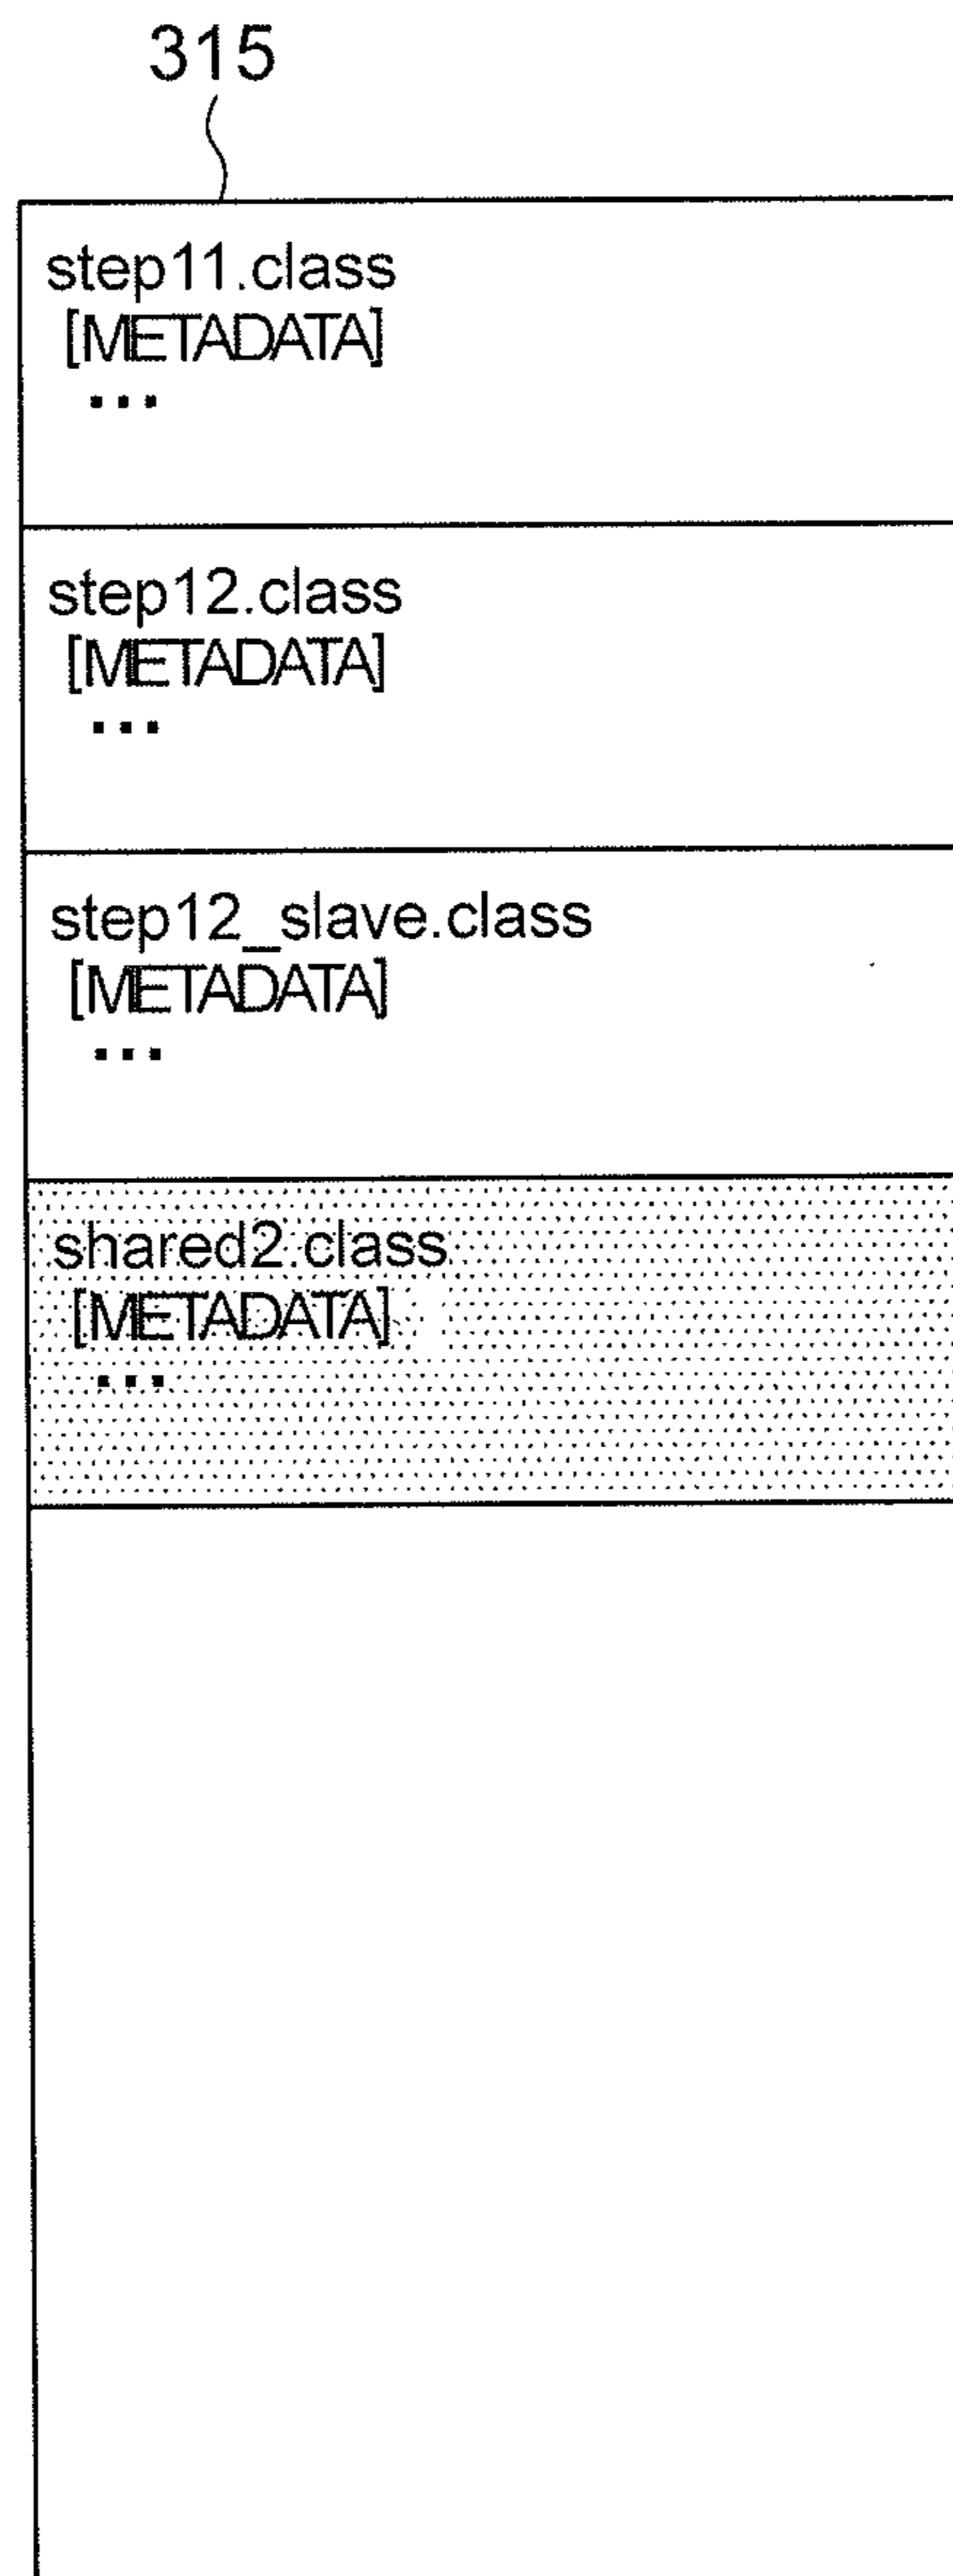 315
step11.class
[METADATA]
...
step12.class
[METADATA]
...
step12_slave.class
[METADATA]
...
shared2.class
[METADATA]
...